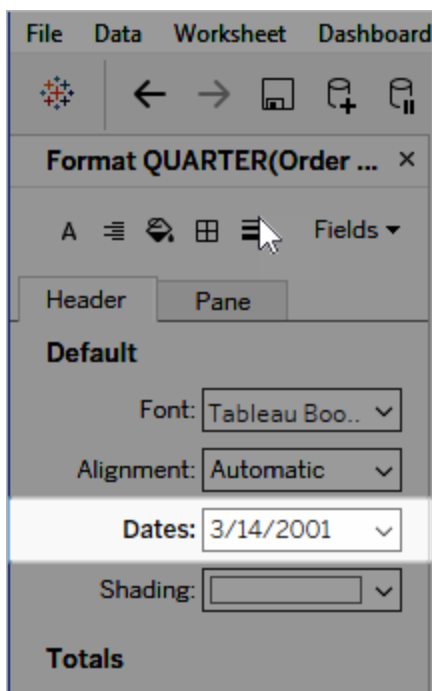 File Data Worksheet Dashboard
Format QUARTER(Order ... ×
A Fields
Header Pane
Default
Font: Tableau Boo..
Alignment: Automatic
Dates: 3/14/2001
Shading:
Totals